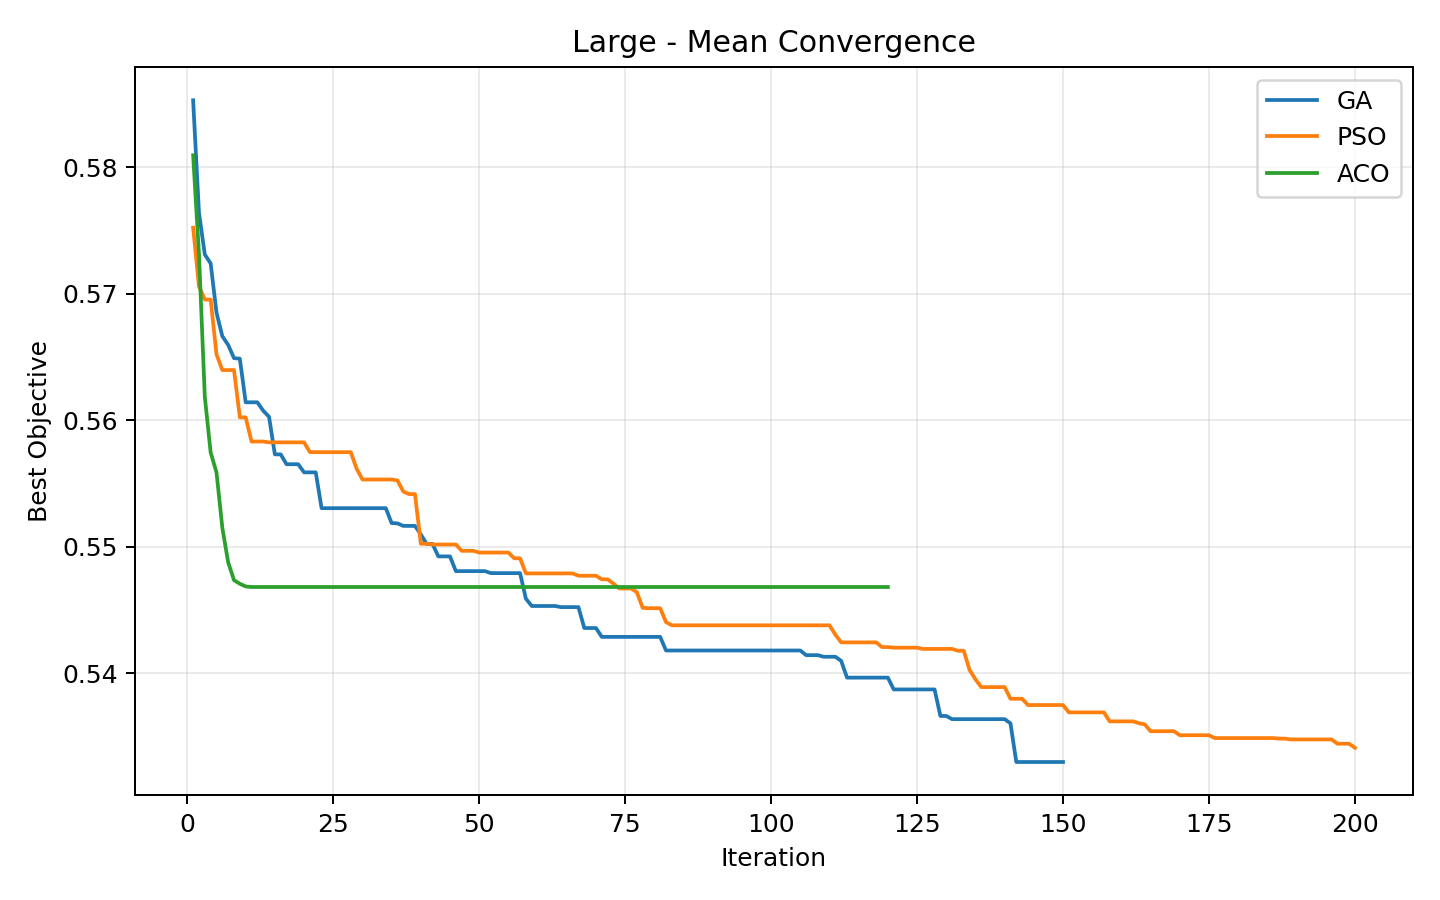 Large - Mean Convergence
GA
PSO
ACO
Best Objective
0.58
0.57
0.56
0.55
0.54
0 25 50 75 100 125 150 175 200
Iteration